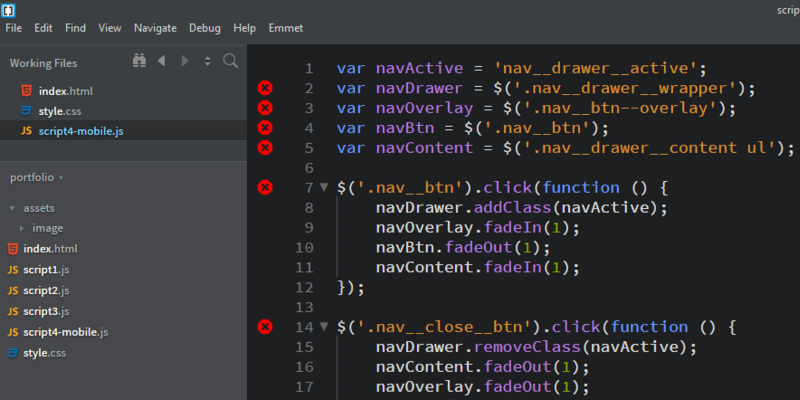 scrip
File Edit Find View Navigate Debug Help Emmet
Working Files
index.html
style.css
JS script4-mobile.js
portfolio
assets
image
index.html
JS script1.js
JS script2.js
JS script3.js
JS script4-mobile.js
style.css
1 var navActive = 'nav__drawer__active';
2 var navDrawer = $('.nav__drawer__wrapper');
3 var navOverlay = $('.nav__btn--overlay');
4 var navBtn = $('.nav__btn');
5 var navContent = $('.nav__drawer__content ul');
6
7 $('.nav__btn').click(function () {
8 navDrawer.addClass(navActive);
9 navOverlay.fadeIn(1);
10 navBtn.fadeOut(1);
11 navContent.fadeIn(1);
12 });
13
14 $('.nav__close__btn').click(function () {
15 navDrawer.removeClass(navActive);
16 navContent.fadeOut(1);
17 navOverlay.fadeOut(1);